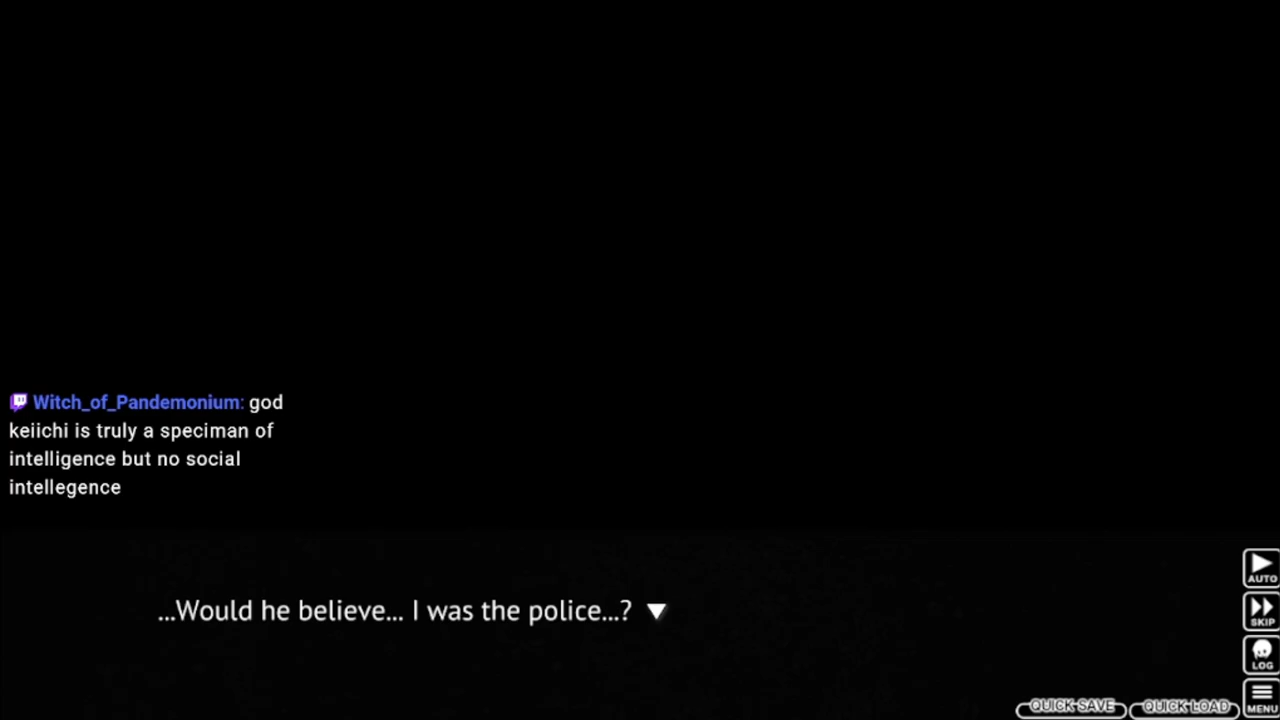 Witch_of_Pandemonium: god
keiichi is truly a speciman of
intelligence but no social
intellegence
...Would he believe... I was the police...?
AUTO
SKIP
LOG
MENU
QUICK SAVE
QUICK LOAD